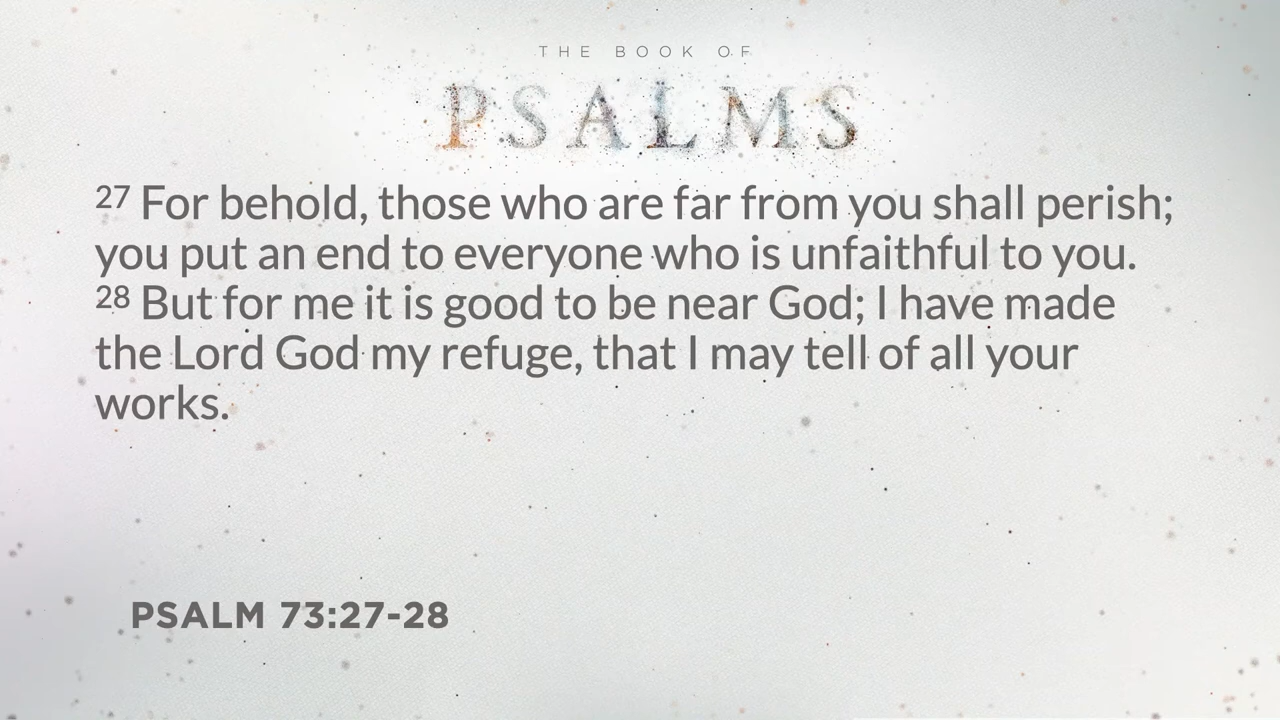 THE BOOK OF
PSALMS
27 For behold, those who are far from you shall perish;
you put an end to everyone who is unfaithful to you.
28 But for me it is good to be near God; I have made
the Lord God my refuge, that I may tell of all your
works.
PSALM 73:27-28